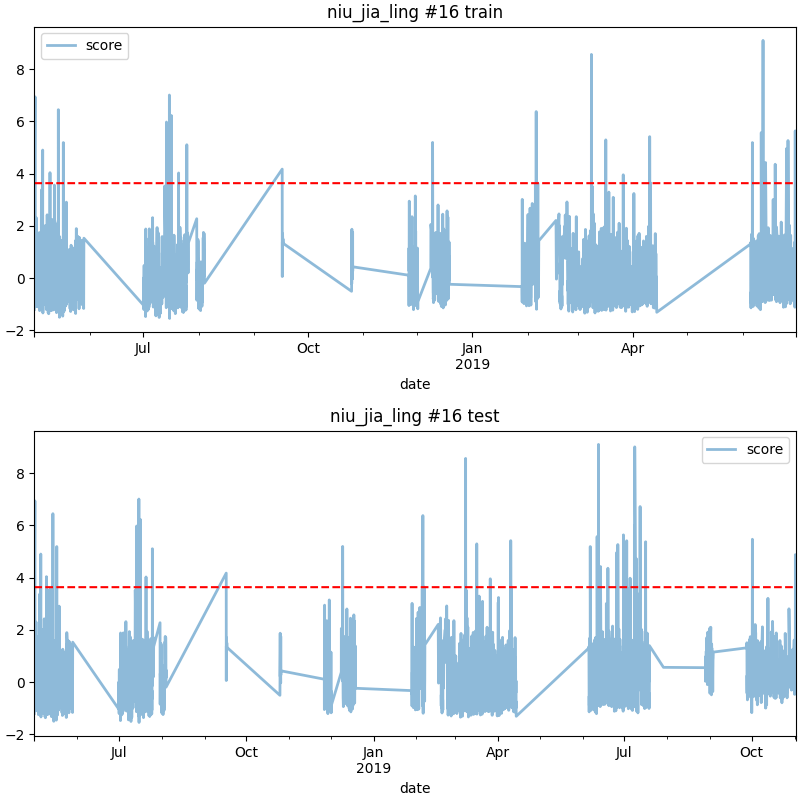 niu_jia_ling #16 train
score
8
6
4
2
0
−2
Jul
Oct
Jan
2019
Apr
date
niu_jia_ling #16 test
score
8
6
4
2
0
−2
Jul
Oct
Jan
2019
Apr
Jul
Oct
date